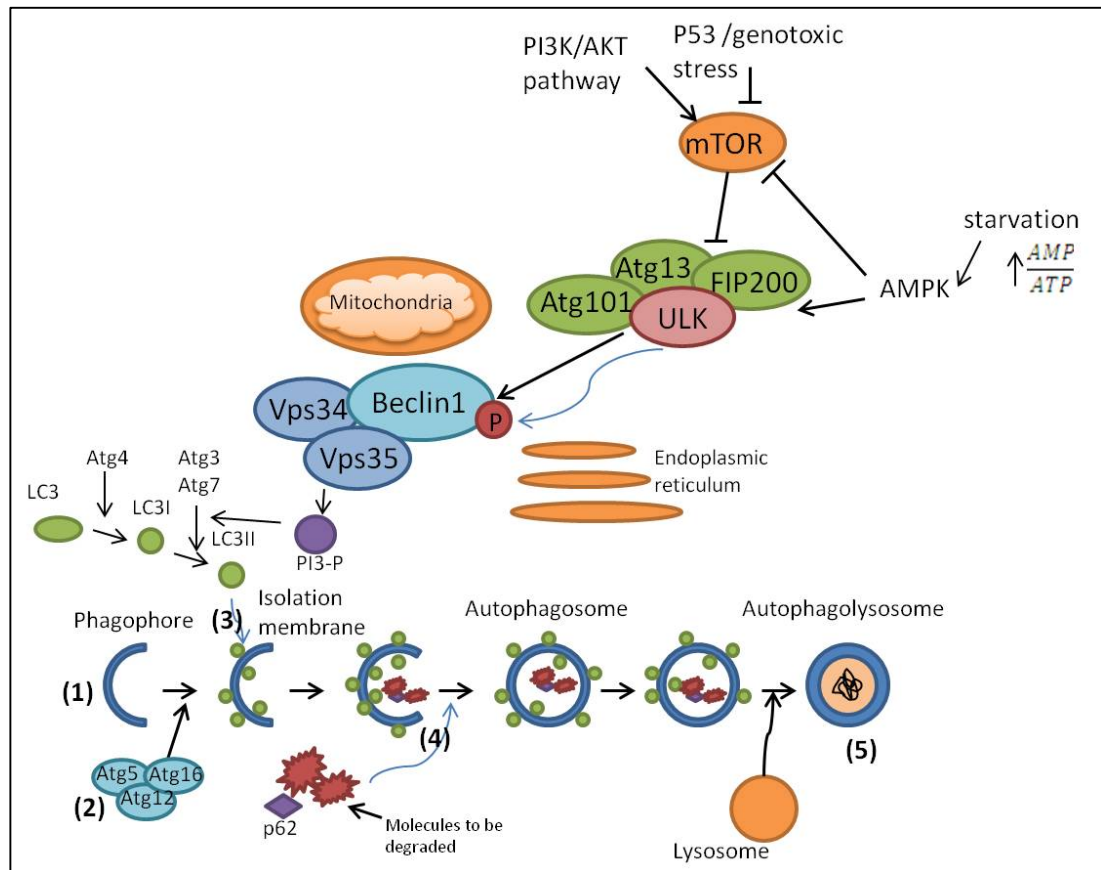 PI3K/AKT
pathway
P53 /genotoxic
stress
mTOR
starvation
AMP
ATP
AMPK
Atg13
FIP200
Atg101
ULK
Mitochondria
Vps34
Beclin1
P
Vps35
Endoplasmic
reticulum
Atg4
Atg3
Atg7
LC3
LC3I
LC3II
PI3-P
Phagophore
(3)
Isolation
membrane
Autophagosome
Autophagolysosome
(1)
(4)
(5)
(2)
Atg5
Atg16
Atg12
p62
Molecules to be
degraded
Lysosome